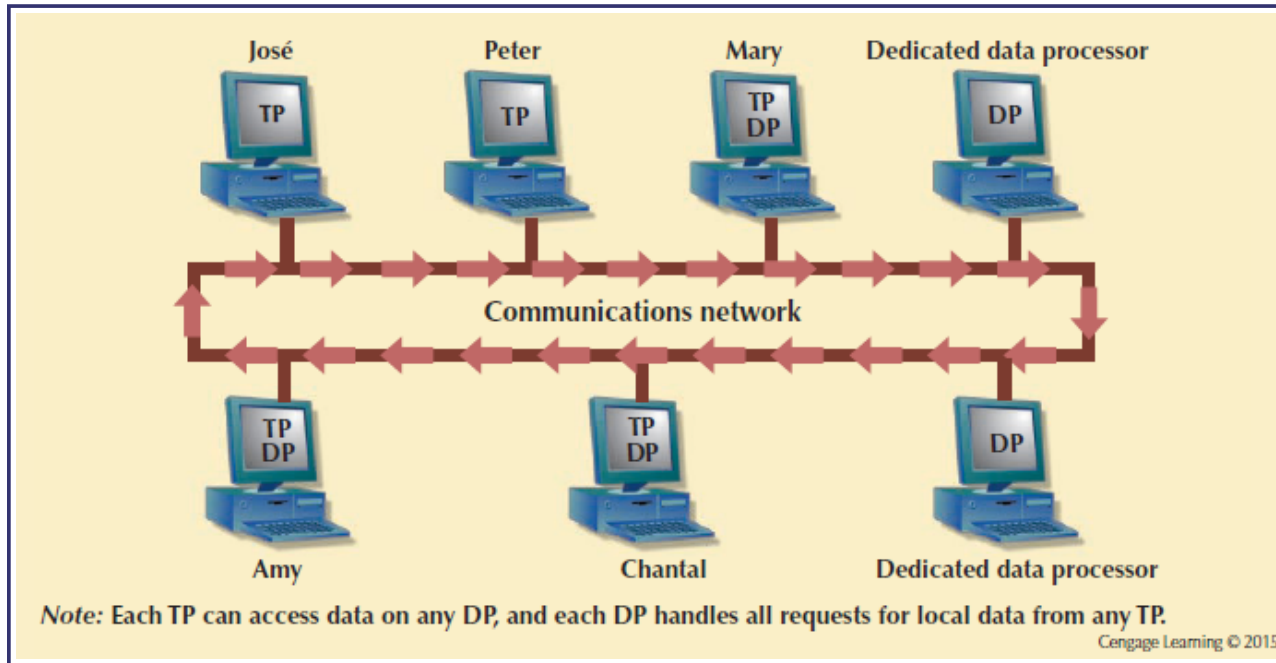 José
Peter
Mary
Dedicated data processor
TP
TP
TP
DP
DP
Communications network
TP
DP
TP
DP
DP
Amy
Chantal
Dedicated data processor
Note: Each TP can access data on any DP, and each DP handles all requests for local data from any TP.
Cengage Learning © 2015